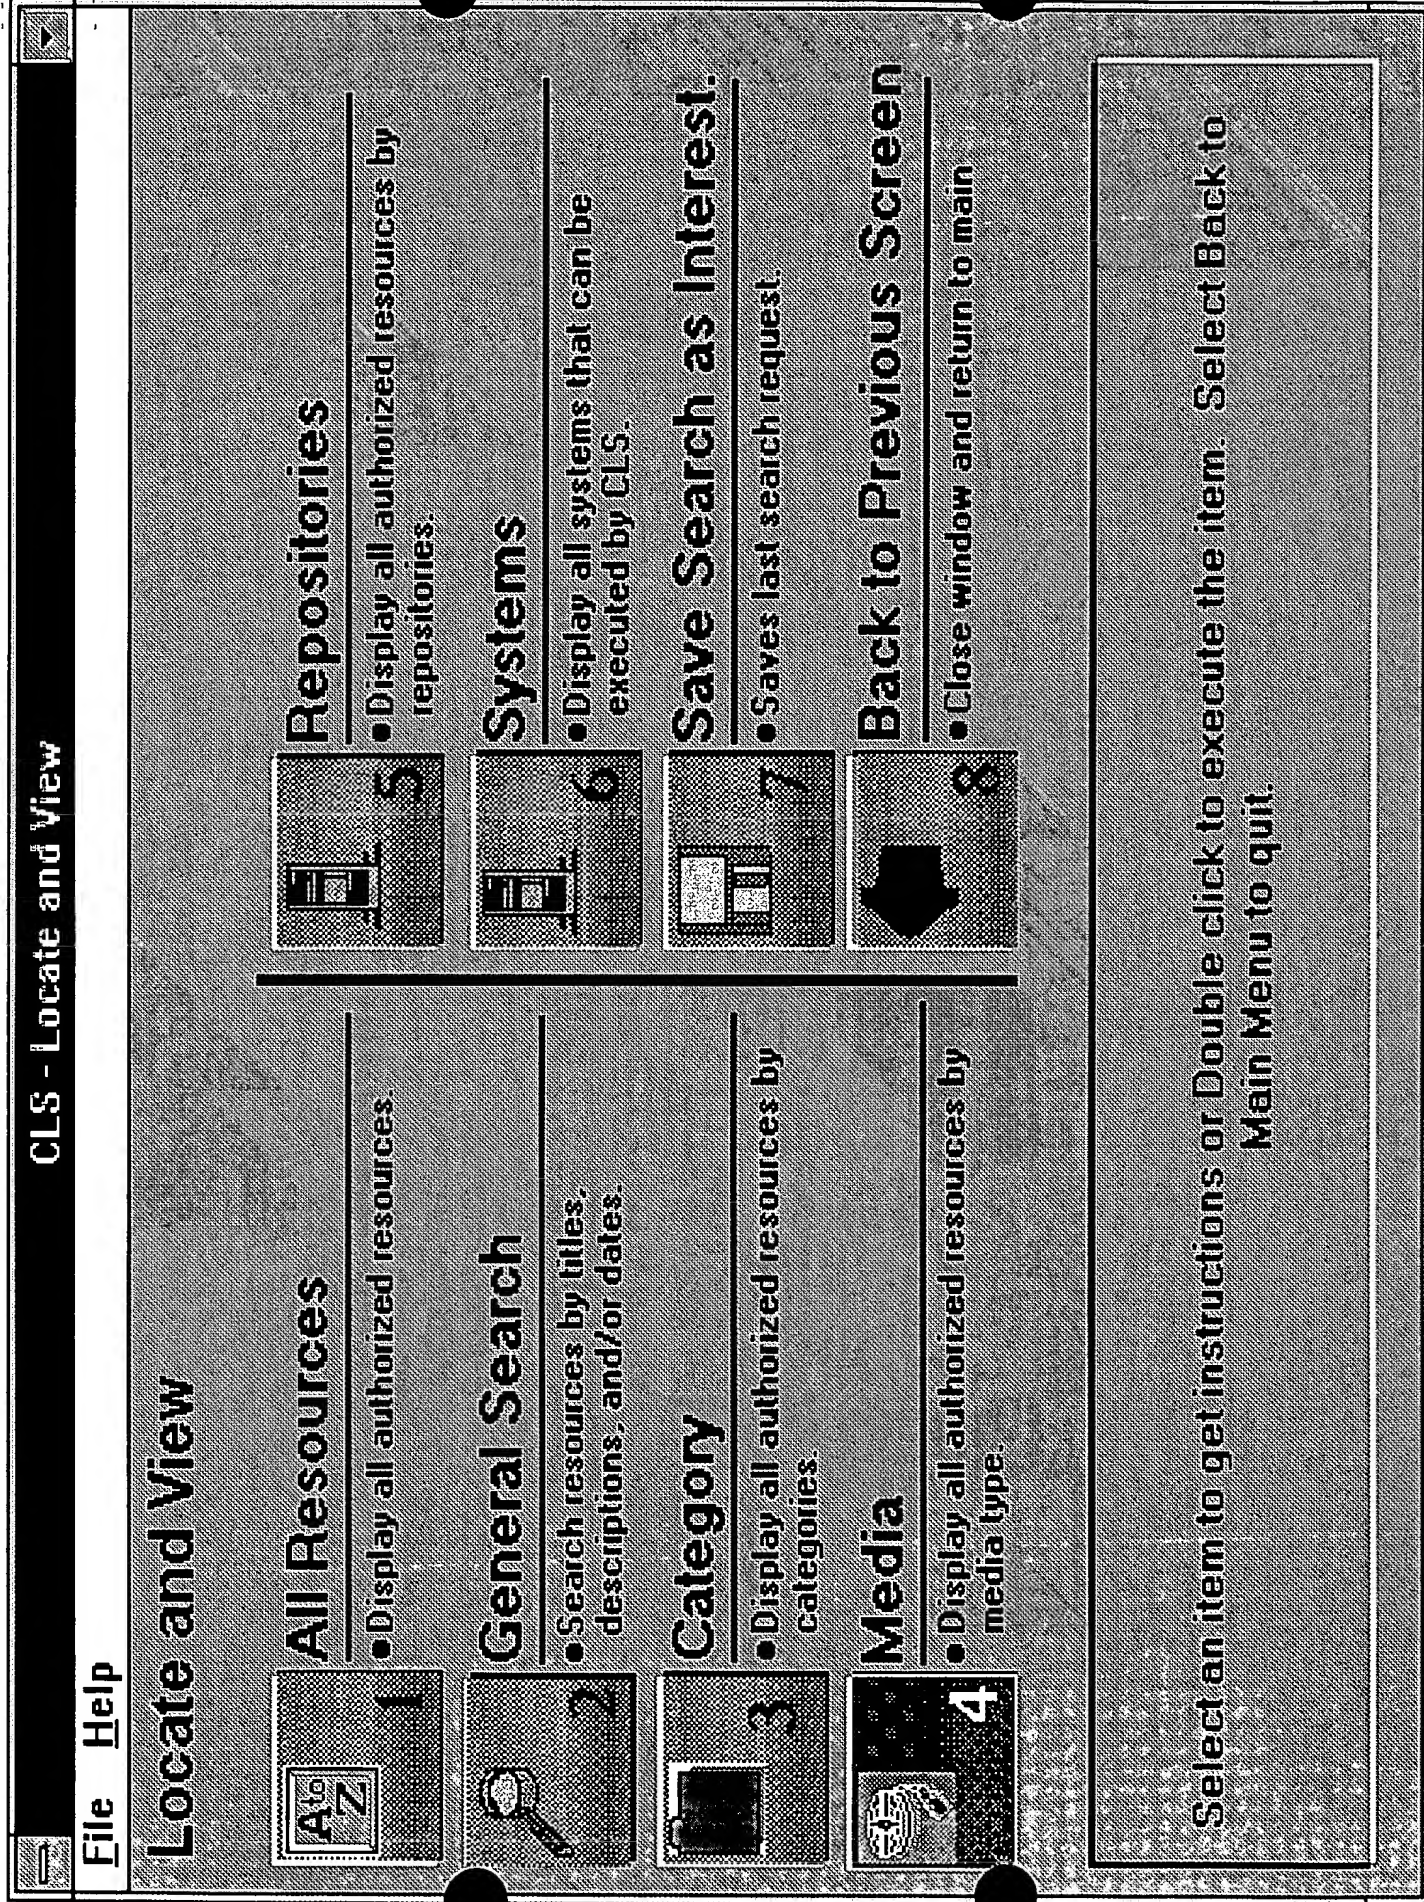 CLS - Locate and View
File Help
Locate and View
A to
Z
1
All Resources
• Display all authorized resources.
2
General Search
• Search resources by titles,
descriptions, and/or dates.
3
Category
• Display all authorized resources by
categories.
4
Media
• Display all authorized resources by
media type.
5
Repositories
• Display all authorized resources by
repositories.
6
Systems
• Display all systems that can be
executed by CLS.
7
Save Search as Interest.
• Saves last search request.
8
Back to Previous Screen
• Close window and return to main
Select an item to get instructions or Double click to execute the item. Select Back to
Main Menu to quit.